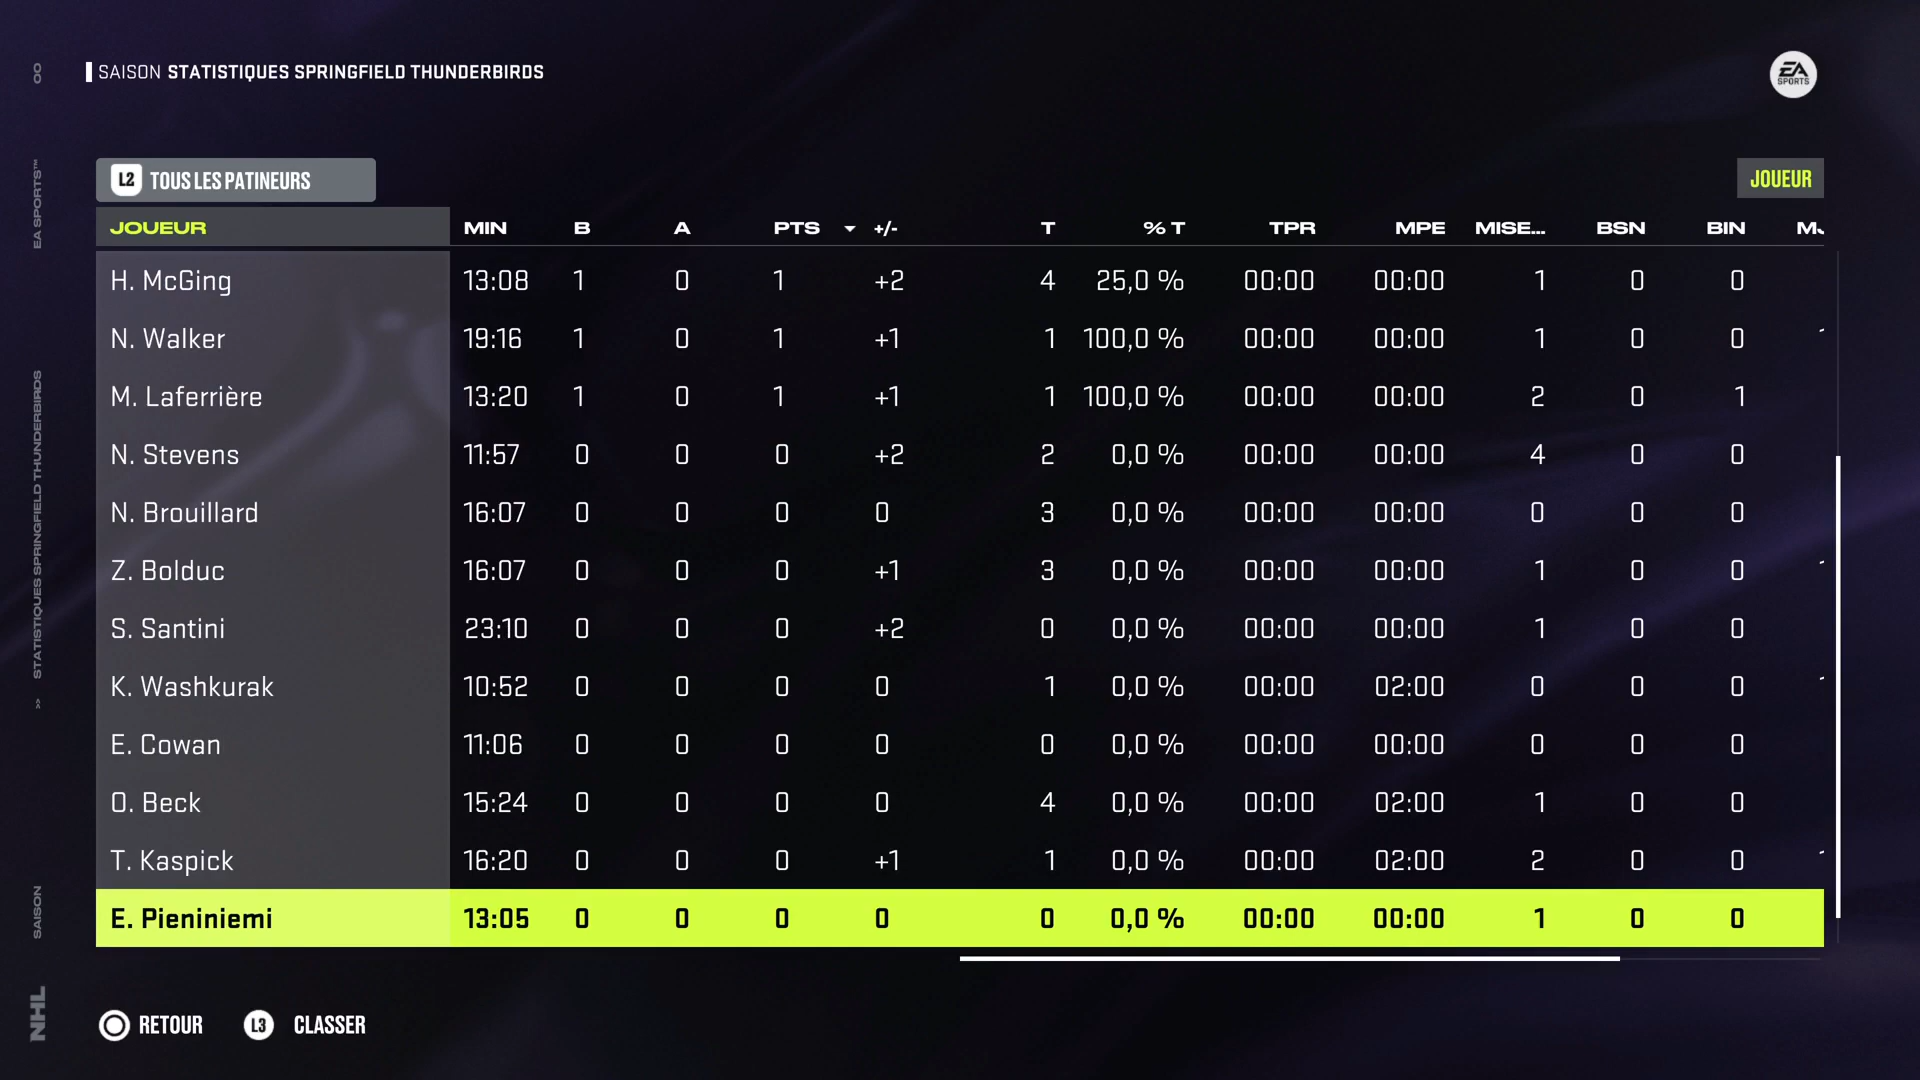 SAISON STATISTIQUES SPRINGFIELD THUNDERBIRDS
EA SPORTS
L2 TOUS LES PATINEURS
JOUEUR
JOUEUR MIN B A PTS +/- T % T TPR MPE MISE... BSN BIN
H. McGing 13:08 1 0 1 +2 4 25,0 % 00:00 00:00 1 0 0
N. Walker 19:16 1 0 1 +1 1 100,0 % 00:00 00:00 1 0 0
M. Laferrière 13:20 1 0 1 +1 1 100,0 % 00:00 00:00 2 0 1
N. Stevens 11:57 0 0 0 +2 2 0,0 % 00:00 00:00 4 0 0
N. Brouillard 16:07 0 0 0 0 3 0,0 % 00:00 00:00 0 0 0
Z. Bolduc 16:07 0 0 0 +1 3 0,0 % 00:00 00:00 1 0 0
S. Santini 23:10 0 0 0 +2 0 0,0 % 00:00 00:00 1 0 0
K. Washkurak 10:52 0 0 0 0 1 0,0 % 00:00 02:00 0 0 0
E. Cowan 11:06 0 0 0 0 0 0,0 % 00:00 00:00 0 0 0
O. Beck 15:24 0 0 0 0 4 0,0 % 00:00 02:00 1 0 0
T. Kaspick 16:20 0 0 0 +1 1 0,0 % 00:00 02:00 2 0 0
E. Pieniniemi 13:05 0 0 0 0 0 0,0 % 00:00 00:00 1 0 0
RETOUR L3 CLASSER
NHL SAISON >> STATISTIQUES SPRINGFIELD THUNDERBIRDS EA SPORTS™